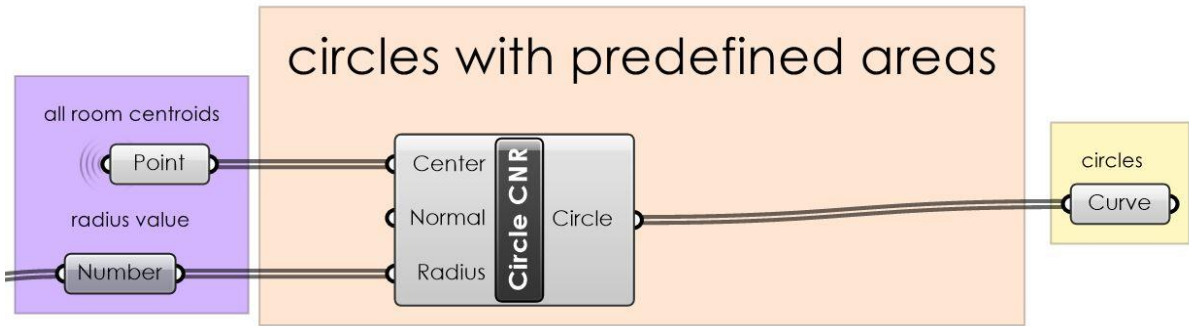 circles with predefined areas
all room centroids
Point
radius value
Number
Center
Normal
Radius
Circle CNR
Circle
circles
Curve